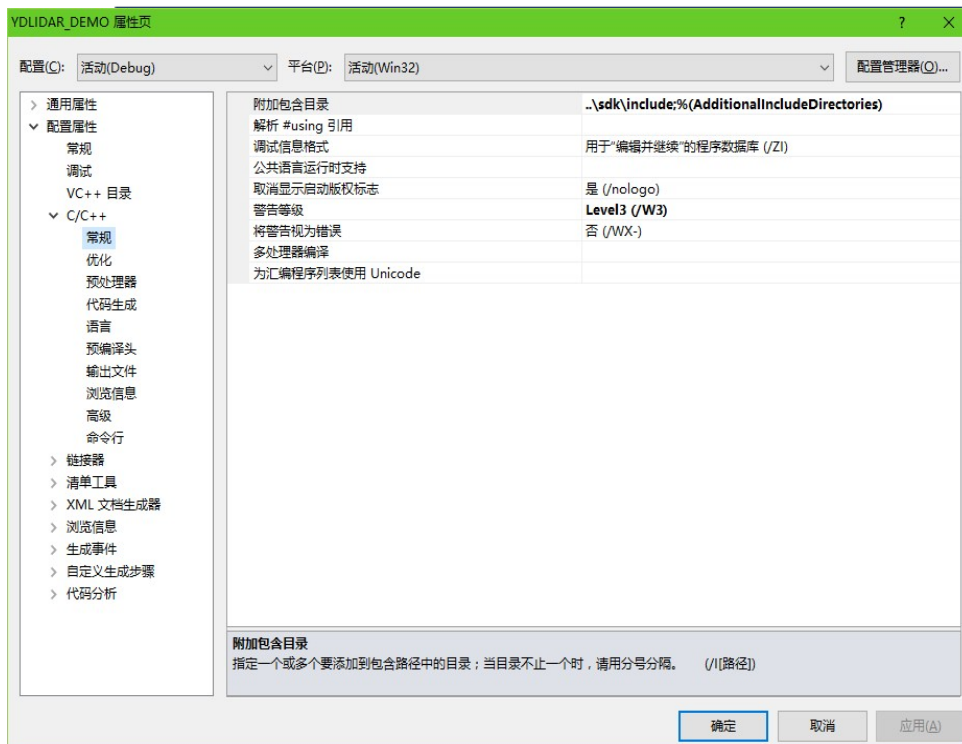 YDLIDAR_DEMO 属性页
配置(C): 活动(Debug) 平台(P): 活动(Win32) 配置管理器(O)...
通用属性
配置属性
常规
调试
VC++ 目录
C/C++
常规
优化
预处理器
代码生成
语言
预编译头
输出文件
浏览信息
高级
命令行
链接器
清单工具
XML 文档生成器
浏览信息
生成事件
自定义生成步骤
代码分析
附加包含目录 ..\sdk\include;%(AdditionalIncludeDirectories)
解析 #using 引用
调试信息格式 用于“编辑并继续”的程序数据库 (/ZI)
公共语言运行时支持
取消显示启动版权标志 是 (/nologo)
警告等级 Level3 (/W3)
将警告视为错误 否 (/WX-)
多处理器编译
为汇编程序列表使用 Unicode
附加包含目录
指定一个或多个要添加到包含路径中的目录；当目录不止一个时，请用分号分隔。 (/I[路径])
确定 取消 应用(A)